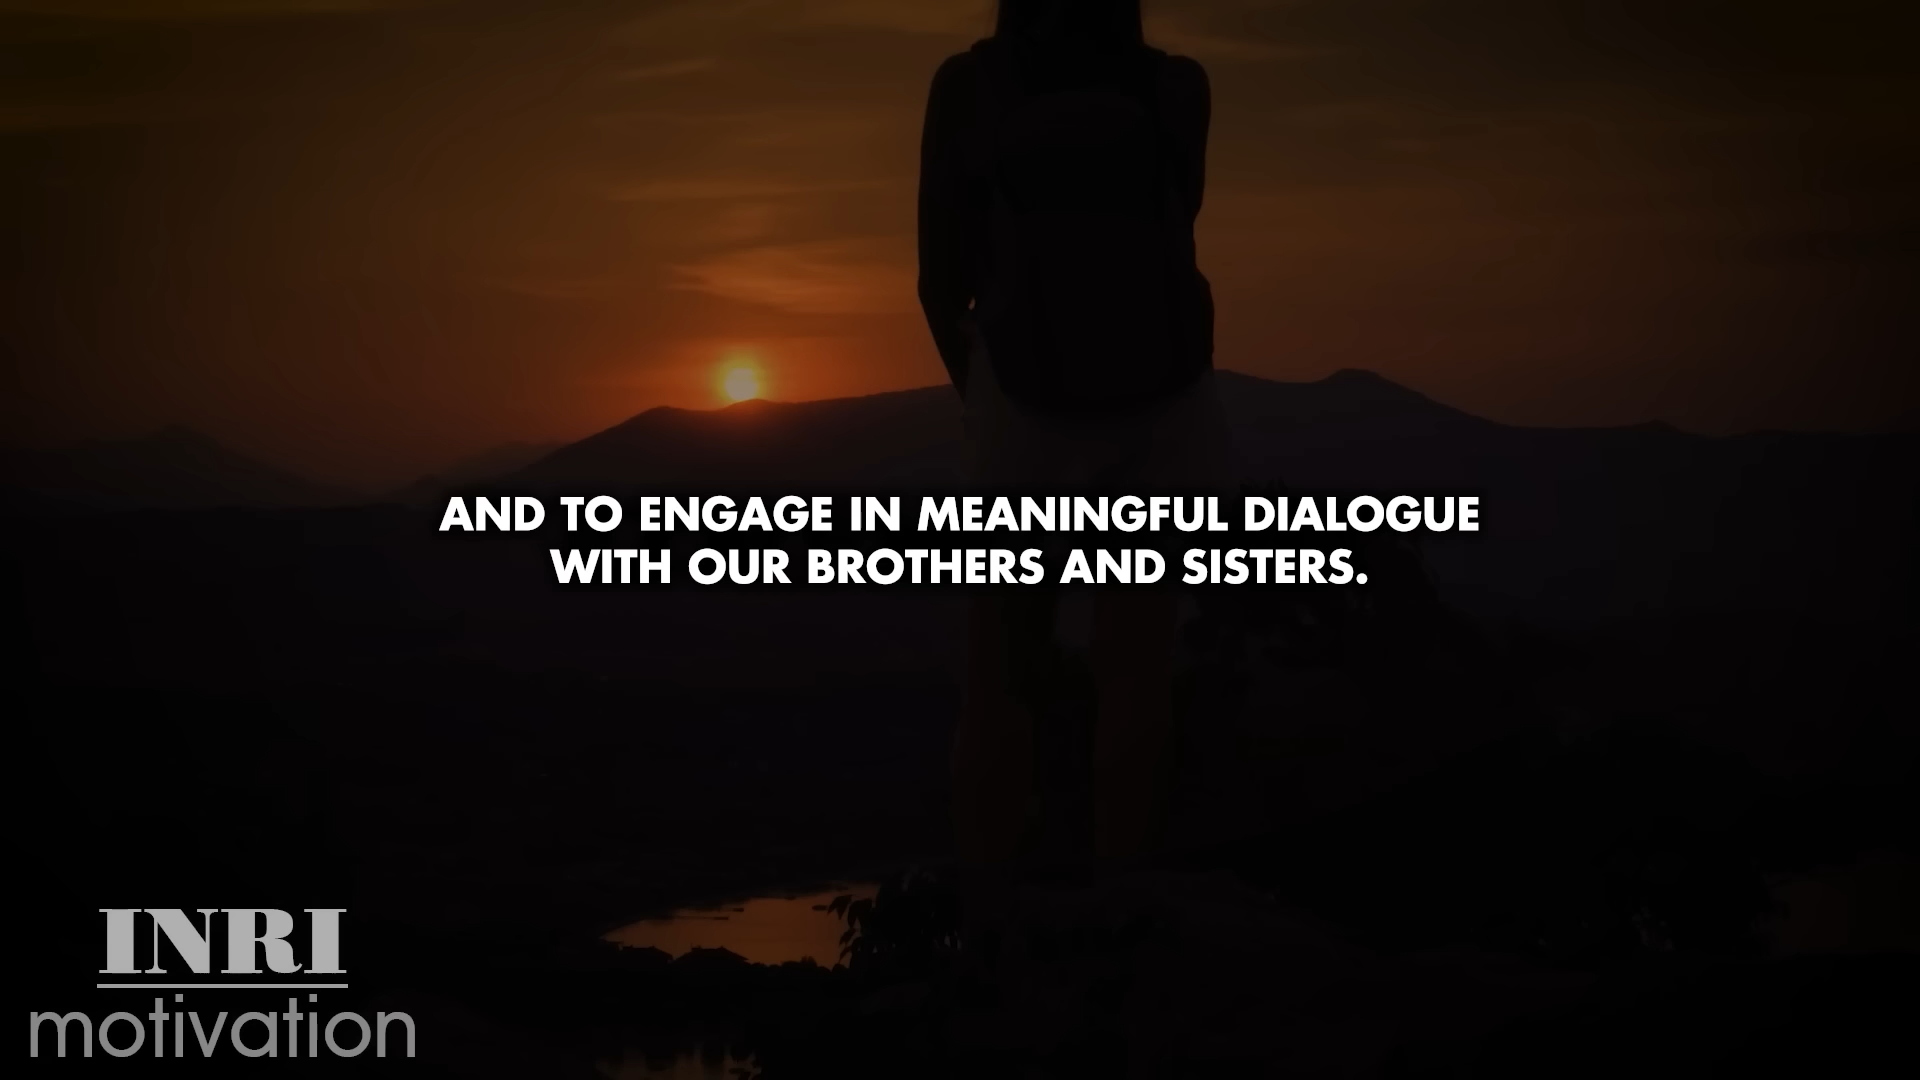 AND TO ENGAGE IN MEANINGFUL DIALOGUE
WITH OUR BROTHERS AND SISTERS.
INRI
motivation